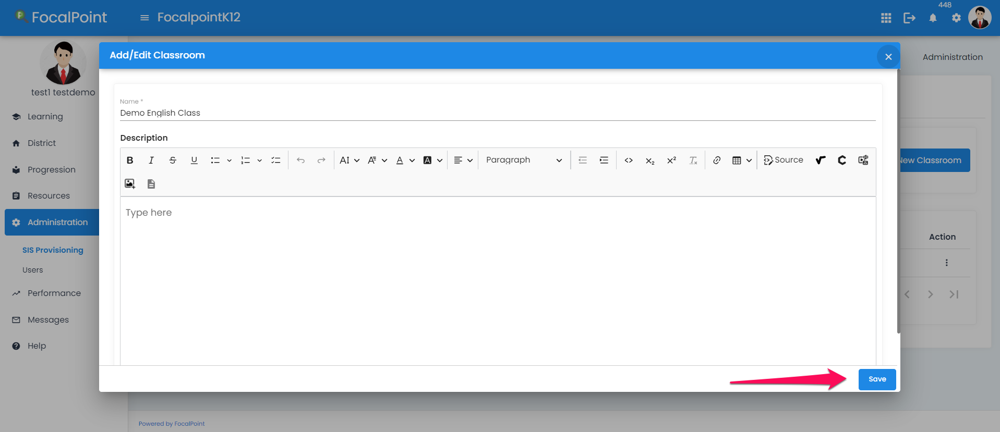 FocalPoint
FocalpointK12
448
Add/Edit Classroom
Administration
test1 testdemo
Name *
Demo English Class
Learning
Description
District
Progression
Paragraph
Source
New Classroom
Resources
Type here
Administration
Action
SIS Provisioning
Users
Performance
Messages
Help
Save
Powered by FocalPoint